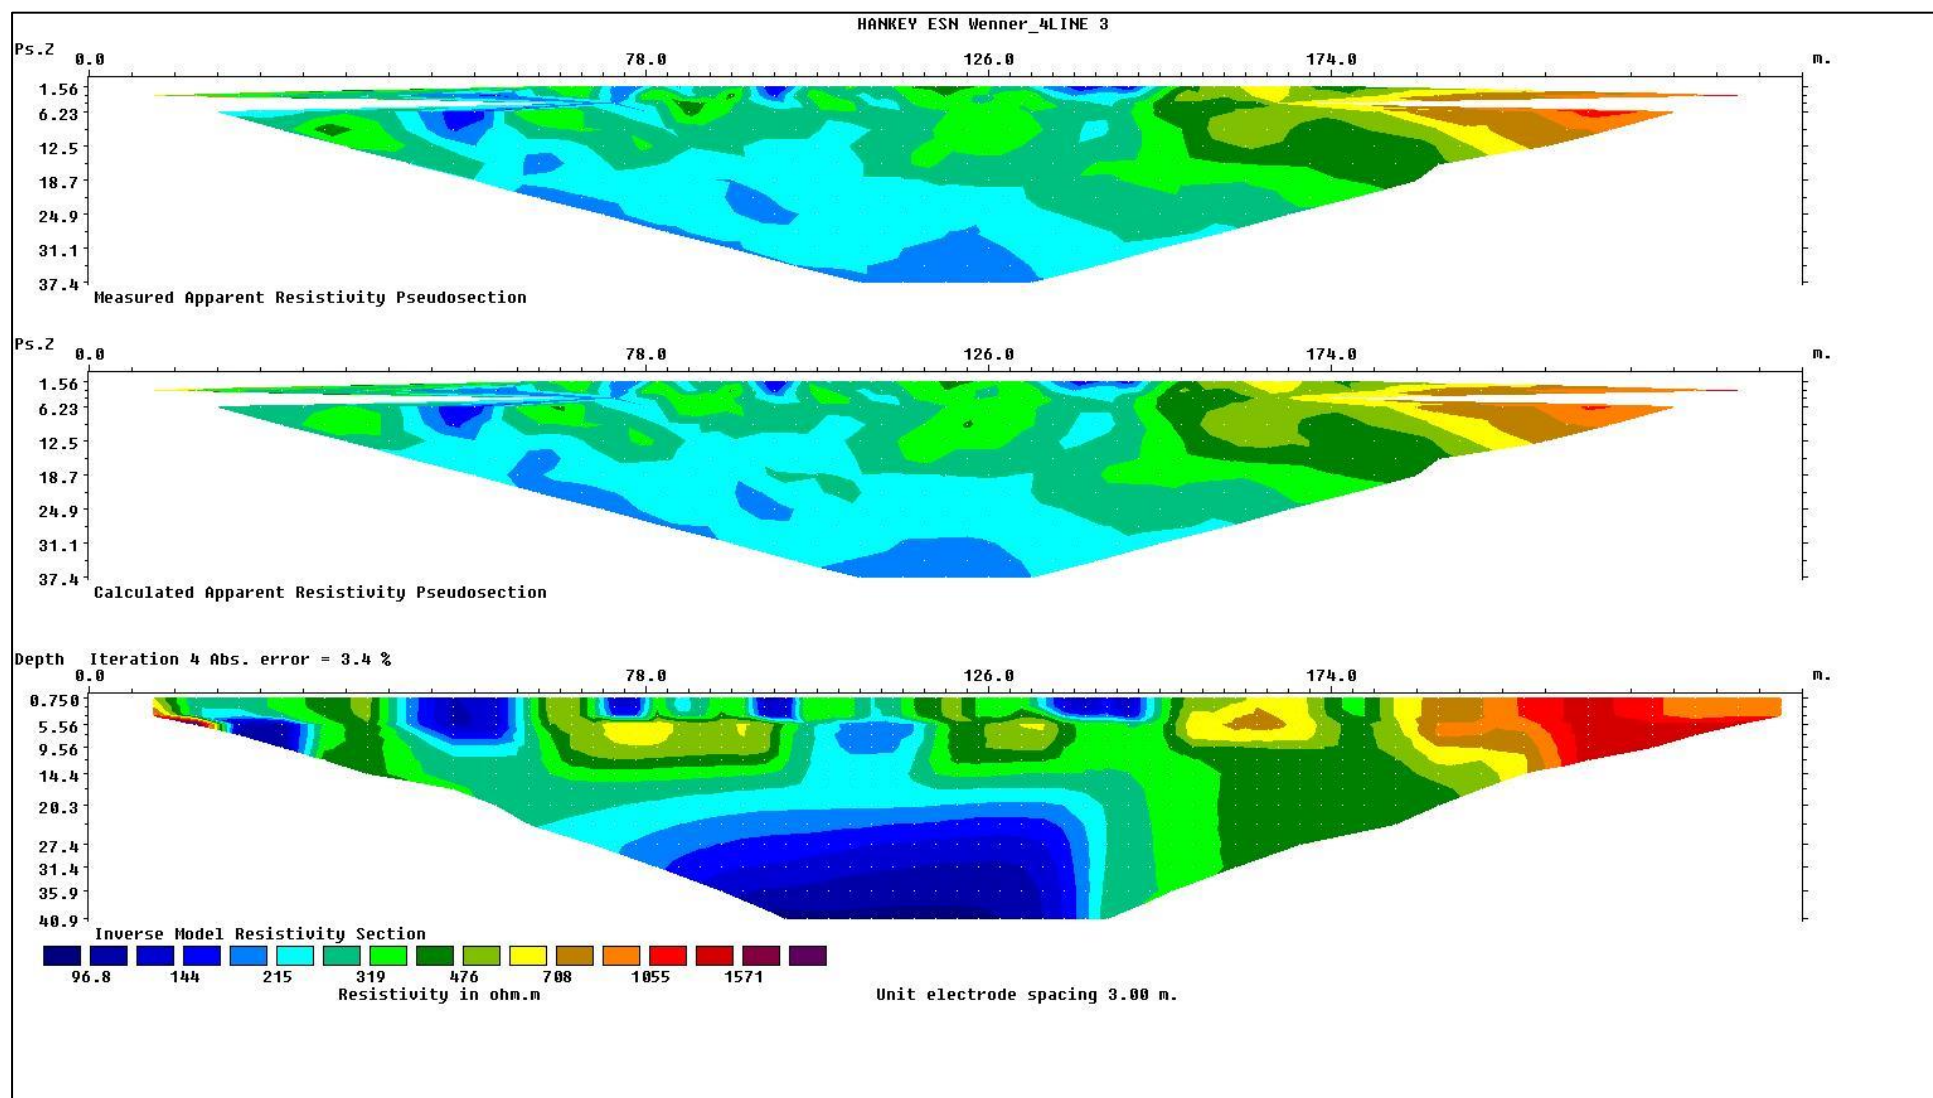 HANKEY ESN Wenner_4LINE 3
Ps.Z 0.0 78.0 126.0 174.0 m.
1.56
6.23
12.5
18.7
24.9
31.1
37.4
Measured Apparent Resistivity Pseudosection
Ps.Z 0.0 78.0 126.0 174.0 m.
1.56
6.23
12.5
18.7
24.9
31.1
37.4
Calculated Apparent Resistivity Pseudosection
Depth Iteration 4 Abs. error = 3.4 %
0.0 78.0 126.0 174.0 m.
0.750
5.56
9.56
14.4
20.3
27.4
31.4
35.9
40.9
Inverse Model Resistivity Section
96.8 144 215 319 476 708 1055 1571
Resistivity in ohm.m Unit electrode spacing 3.00 m.